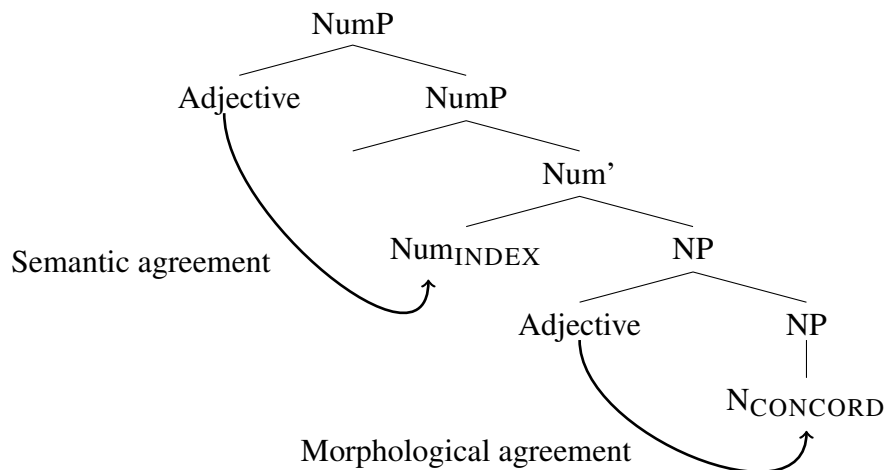 NumP
Adjective NumP
Num’
Semantic agreement NumINDEX NP
Adjective NP
NCONCORD
Morphological agreement